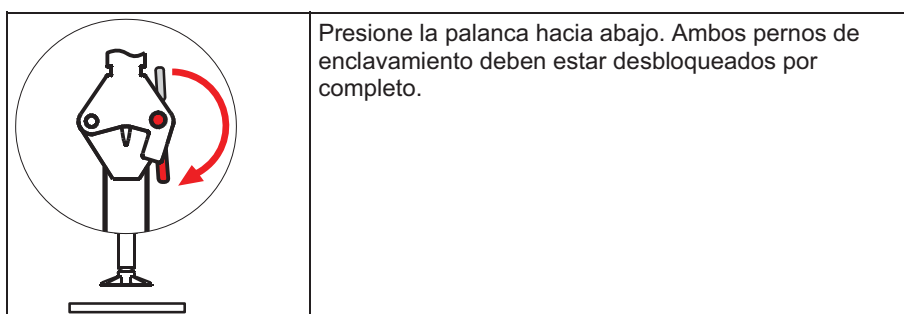 Presione la palanca hacia abajo. Ambos pernos de
enclavamiento deben estar desbloqueados por
completo.